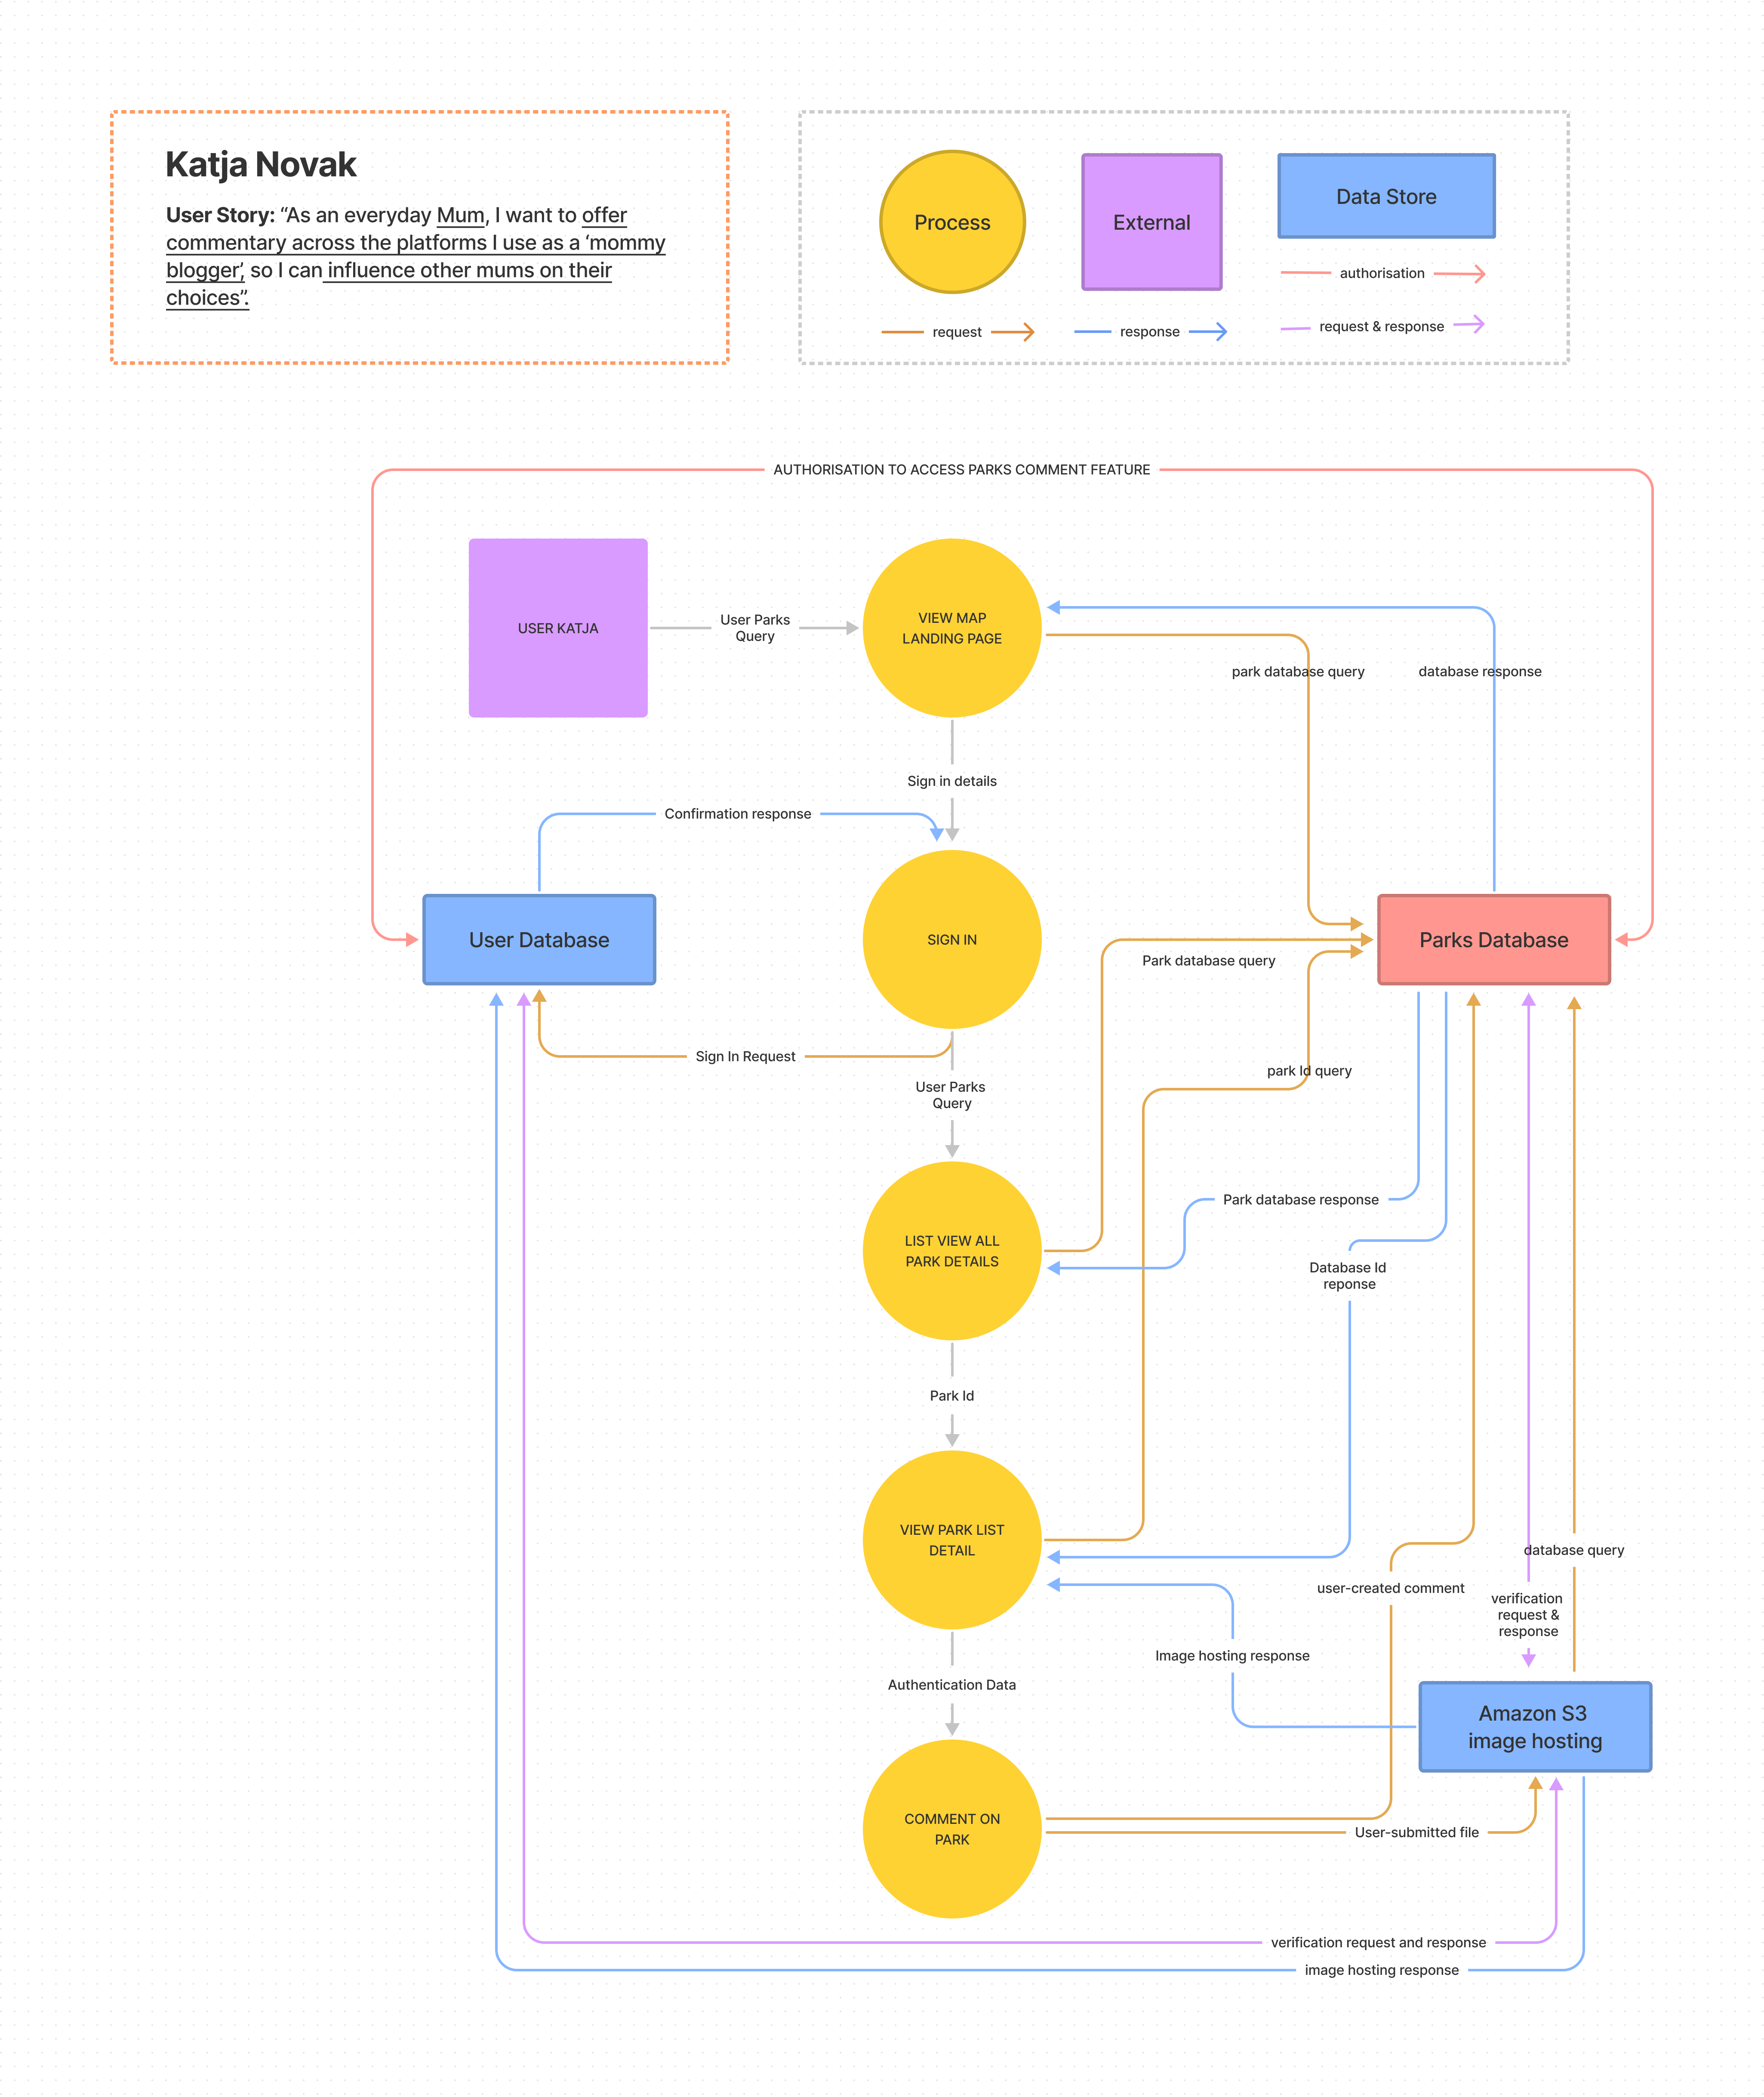 Katja Novak
User Story: “As an everyday Mum, I want to offer
commentary across the platforms I use as a ‘mommy
blogger’, so I can influence other mums on their
choices”.
Process
External
Data Store
authorisation
request
response
request & response
AUTHORISATION TO ACCESS PARKS COMMENT FEATURE
USER KATJA
User Parks
Query
VIEW MAP
LANDING PAGE
park database query
database response
Sign in details
Confirmation response
User Database
SIGN IN
Parks Database
Park database query
Sign In Request
park Id query
User Parks
Query
Park database response
LIST VIEW ALL
PARK DETAILS
Database Id
reponse
Park Id
VIEW PARK LIST
DETAIL
database query
user-created comment
verification
request &
response
Image hosting response
Authentication Data
Amazon S3
image hosting
COMMENT ON
PARK
User-submitted file
verification request and response
image hosting response